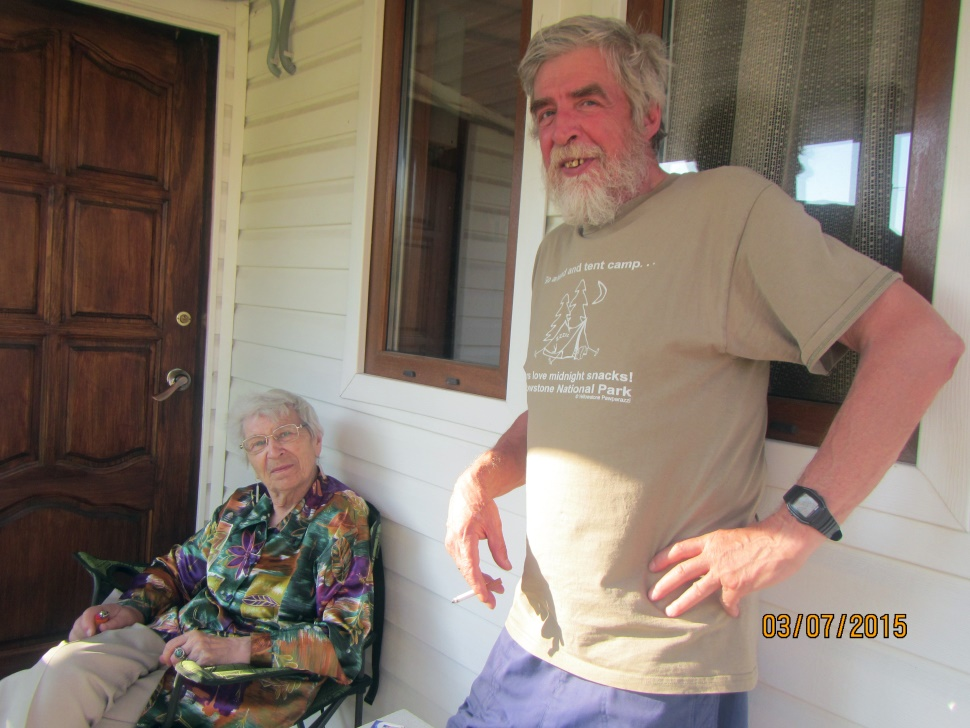 and tent camp...
love midnight snacks!
National Park
03/07/2015